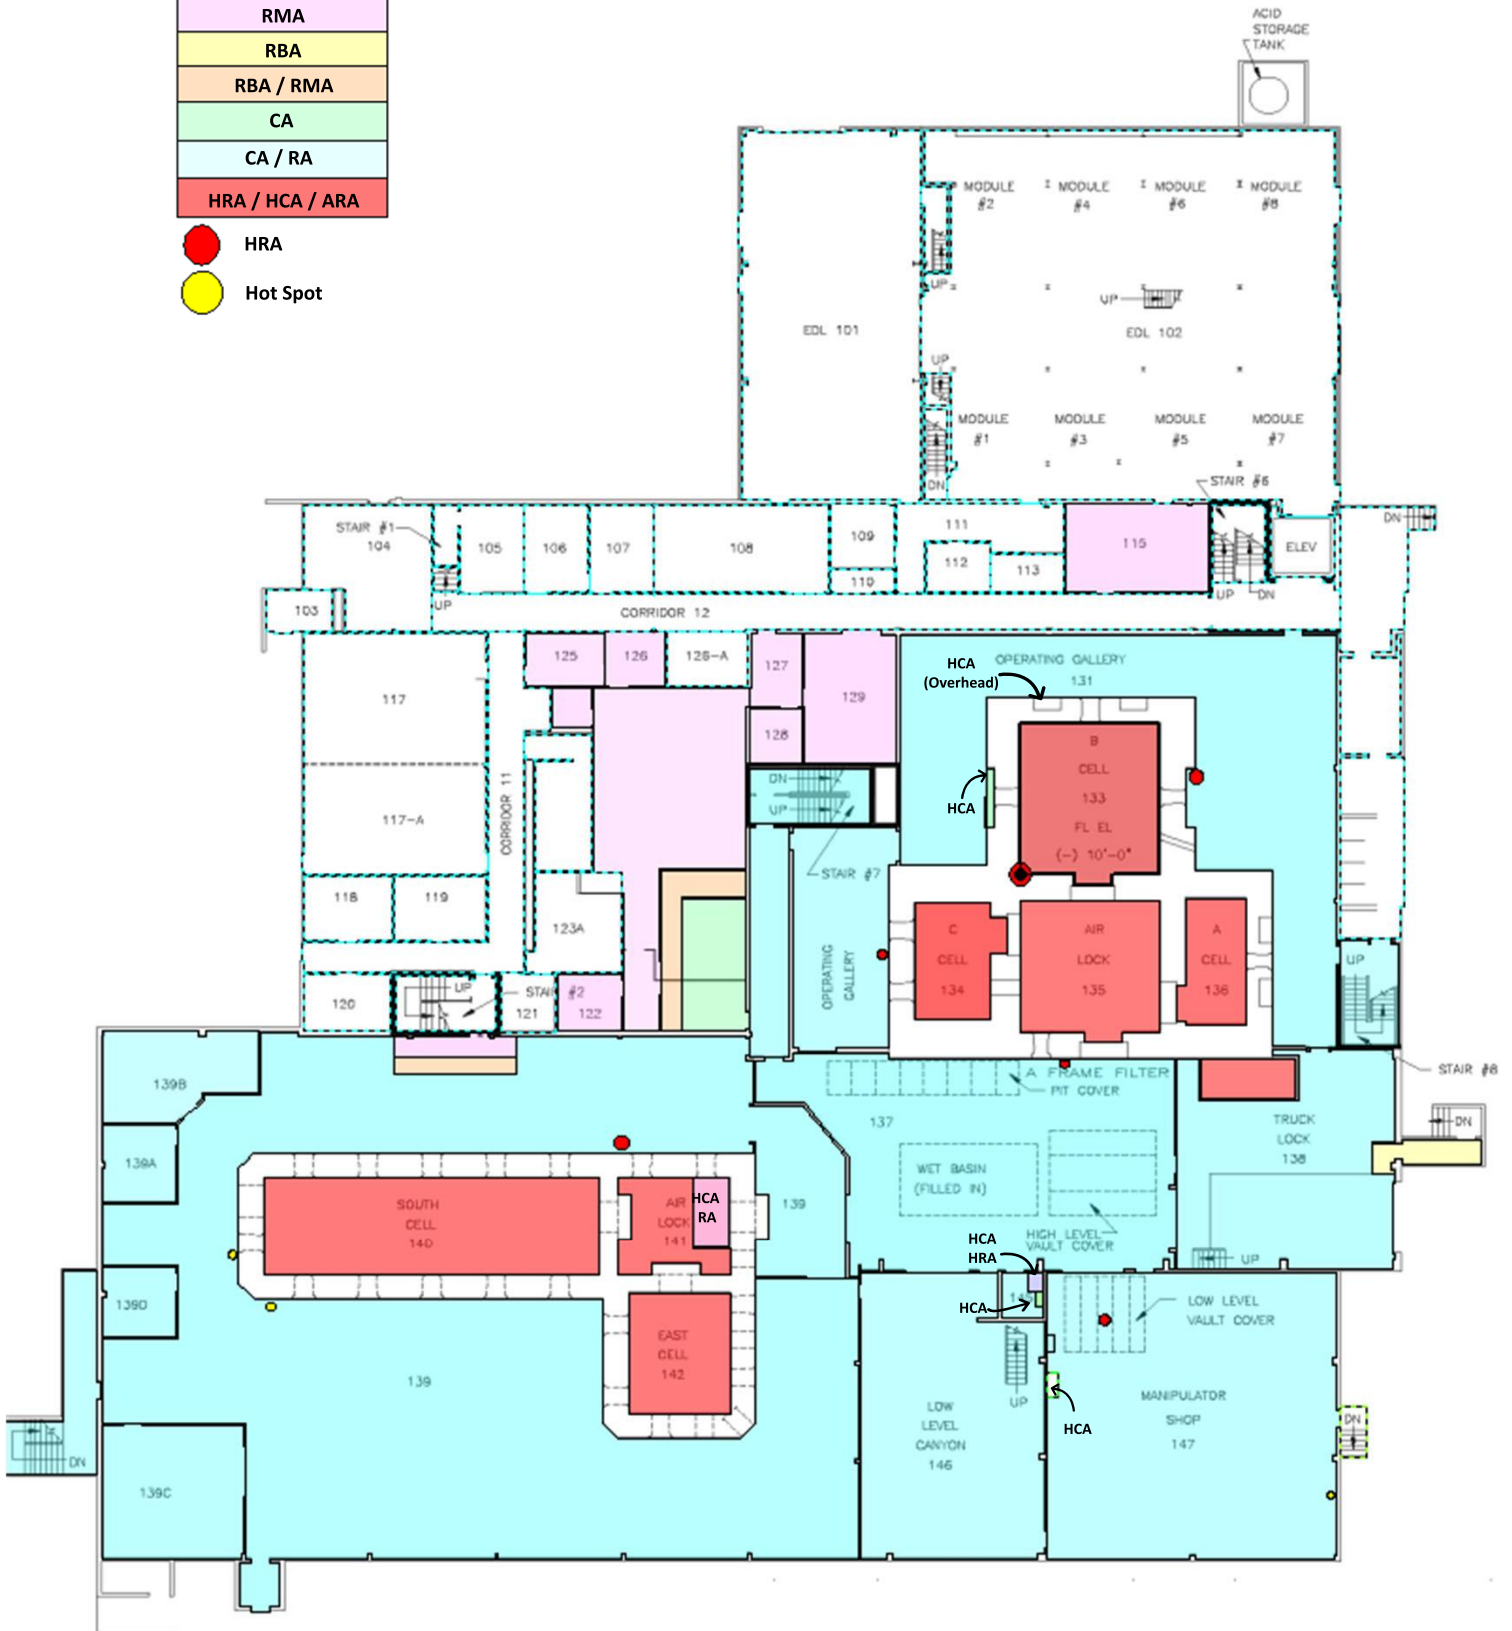 RMA
RBA
RBA / RMA
CA
CA / RA
HRA / HCA / ARA
HRA
Hot Spot
ACID
STORAGE
TANK
MODULE
#2
MODULE
#4
MODULE
#6
MODULE
#8
UP
UP
EDL 101
EDL 102
UP
MODULE
#1
MODULE
#3
MODULE
#5
MODULE
#7
DN
STAIR #6
STAIR #1
104
105
106
107
108
109
110
111
112
113
115
ELEV
DN
UP
UP
DN
103
CORRIDOR 12
125
126
126-A
127
128
129
HCA
(Overhead)
OPERATING GALLERY
131
117
117-A
CORRIDOR 11
DN
UP
HCA
B
CELL
133
FL EL
(-) 10'-0"
STAIR #7
118
119
123A
OPERATING
GALLERY
C
CELL
134
AIR
LOCK
135
A
CELL
136
UP
120
UP
STAIR #2
121
122
STAIR #8
139B
A FRAME FILTER
PIT COVER
137
TRUCK
LOCK
138
DN
139A
WET BASIN
(FILLED IN)
HIGH LEVEL
VAULT COVER
SOUTH
CELL
140
AIR
LOCK
141
HCA
RA
139
HCA
HRA
UP
139D
HCA
LOW LEVEL
VAULT COVER
EAST
CELL
142
139
UP
LOW
LEVEL
CANYON
146
HCA
MANIPULATOR
SHOP
147
DN
DN
139C